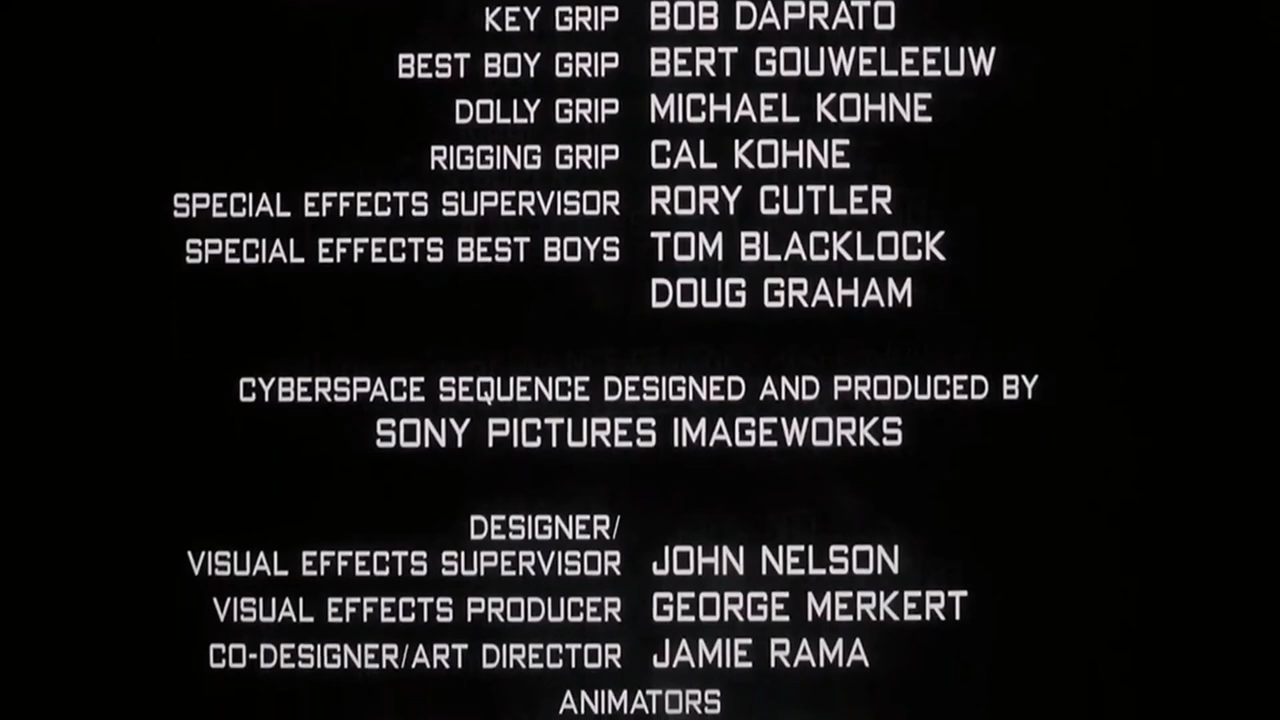 KEY GRIP BOB DAPRATO
BEST BOY GRIP BERT GOUWELEEUW
DOLLY GRIP MICHAEL KOHNE
RIGGING GRIP CAL KOHNE
SPECIAL EFFECTS SUPERVISOR RORY CUTLER
SPECIAL EFFECTS BEST BOYS TOM BLACKLOCK
DOUG GRAHAM
CYBERSPACE SEQUENCE DESIGNED AND PRODUCED BY
SONY PICTURES IMAGEWORKS
DESIGNER/
VISUAL EFFECTS SUPERVISOR JOHN NELSON
VISUAL EFFECTS PRODUCER GEORGE MERKERT
CO-DESIGNER/ART DIRECTOR JAMIE RAMA
ANIMATORS